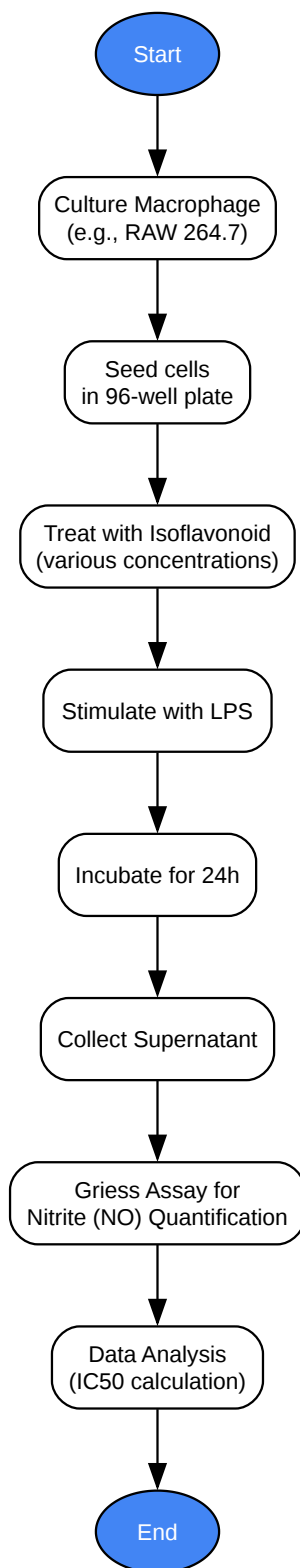 Start
Culture Macrophage
(e.g., RAW 264.7)
Seed cells
in 96-well plate
Treat with Isoflavonoid
(various concentrations)
Stimulate with LPS
Incubate for 24h
Collect Supernatant
Griess Assay for
Nitrite (NO) Quantification
Data Analysis
(IC50 calculation)
End